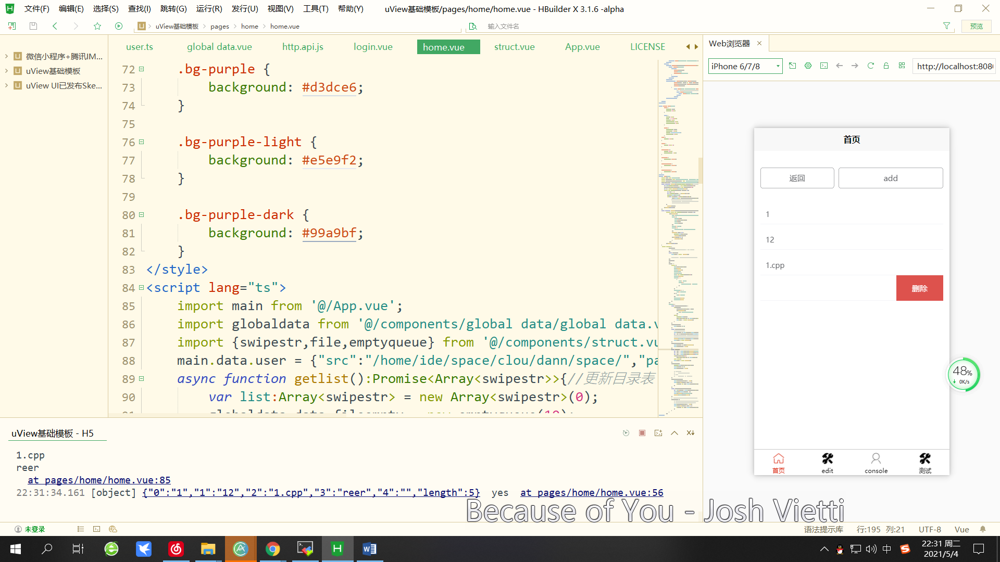 文件(F) 编辑(E) 选择(S) 查找(I) 跳转(G) 运行(R) 发行(U) 视图(V) 工具(T) 帮助(Y)
uView基础模板/pages/home/home.vue - HBuilder X 3.1.6 -alpha
uView基础模板 pages home home.vue
输入文件名
预览
微信小程序+腾讯IM...
uView基础模板
uView UI已发布Ske...
user.ts global data.vue http.api.js login.vue home.vue struct.vue App.vue LICENSE
72 .bg-purple {
73 background: #d3dce6;
74 }
75
76 .bg-purple-light {
77 background: #e5e9f2;
78 }
79
80 .bg-purple-dark {
81 background: #99a9bf;
82 }
83 </style>
84 <script lang="ts">
85 import main from '@/App.vue';
86 import globaldata from '@/components/global data/global data.v
87 import {swipestr,file,emptyqueue} from '@/components/struct.vu
88 main.data.user = {"src":"/home/ide/space/clou/dann/space/","pa
89 async function getlist():Promise<Array<swipestr>>{//更新目录表
90 var list:Array<swipestr> = new Array<swipestr>(0);
Web浏览器
iPhone 6/7/8
http://localhost:808
首页
返回 add
1
12
1.cpp
删除
首页 edit console 测试
48%
0K/s
uView基础模板 - H5
1.cpp
reer
at pages/home/home.vue:85
22:31:34.161 [object] {"0":"1","1":"12","2":"1.cpp","3":"reer","4":"","length":5} yes at pages/home/home.vue:56
Because of You - Josh Vietti
未登录
语法提示库 行:195 列:21 UTF-8 Vue
中
22:31 周二
2021/5/4